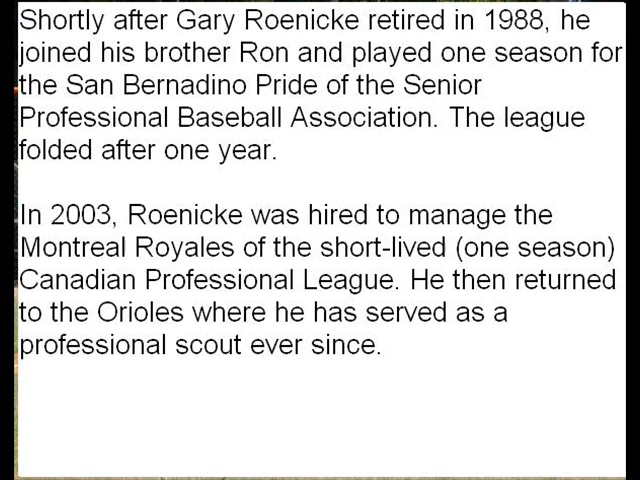 Shortly after Gary Roenicke retired in 1988, he
joined his brother Ron and played one season for
the San Bernadino Pride of the Senior
Professional Baseball Association. The league
folded after one year.
In 2003, Roenicke was hired to manage the
Montreal Royales of the short-lived (one season)
Canadian Professional League. He then returned
to the Orioles where he has served as a
professional scout ever since.